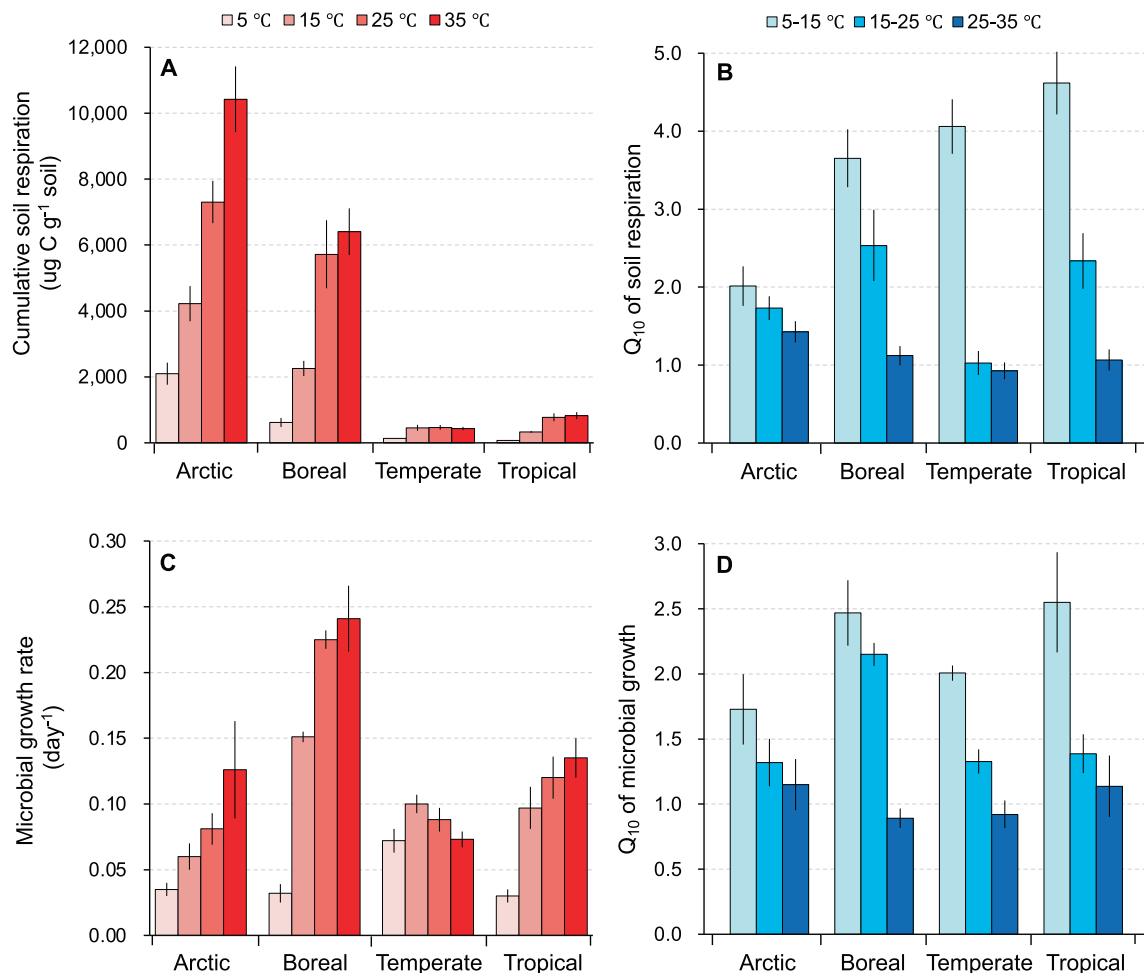 5 ℃ 15 ℃ 25 ℃ 35 ℃
A
Cumulative soil respiration
(ug C g⁻¹ soil)
12,000
10,000
8,000
6,000
4,000
2,000
0
Arctic Boreal Temperate Tropical
5-15 ℃ 15-25 ℃ 25-35 ℃
B
Q₁₀ of soil respiration
5.0
4.0
3.0
2.0
1.0
0.0
Arctic Boreal Temperate Tropical
C
Microbial growth rate
(day⁻¹)
0.30
0.25
0.20
0.15
0.10
0.05
0.00
Arctic Boreal Temperate Tropical
D
Q₁₀ of microbial growth
3.0
2.5
2.0
1.5
1.0
0.5
0.0
Arctic Boreal Temperate Tropical